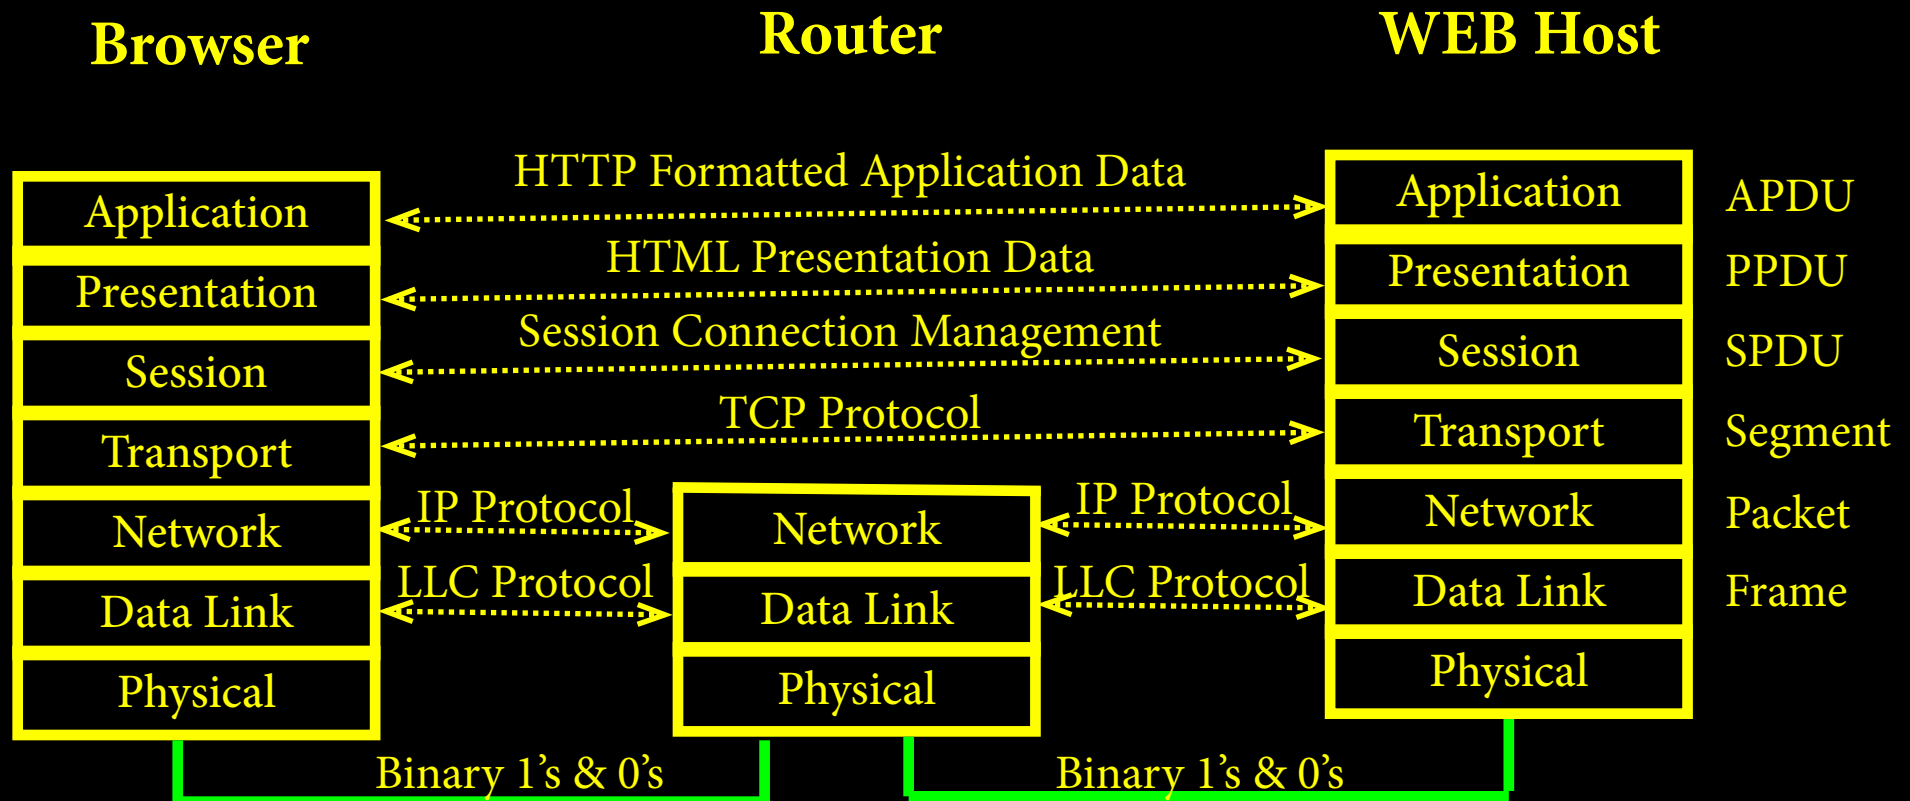 Browser
Router
WEB Host
HTTP Formatted Application Data
Application
Application
APDU
HTML Presentation Data
Presentation
Presentation
PPDU
Session Connection Management
Session
Session
SPDU
TCP Protocol
Transport
Transport
Segment
IP Protocol
IP Protocol
Network
Network
Network
Packet
LLC Protocol
LLC Protocol
Data Link
Data Link
Data Link
Frame
Physical
Physical
Physical
Binary 1’s & 0’s
Binary 1’s & 0’s